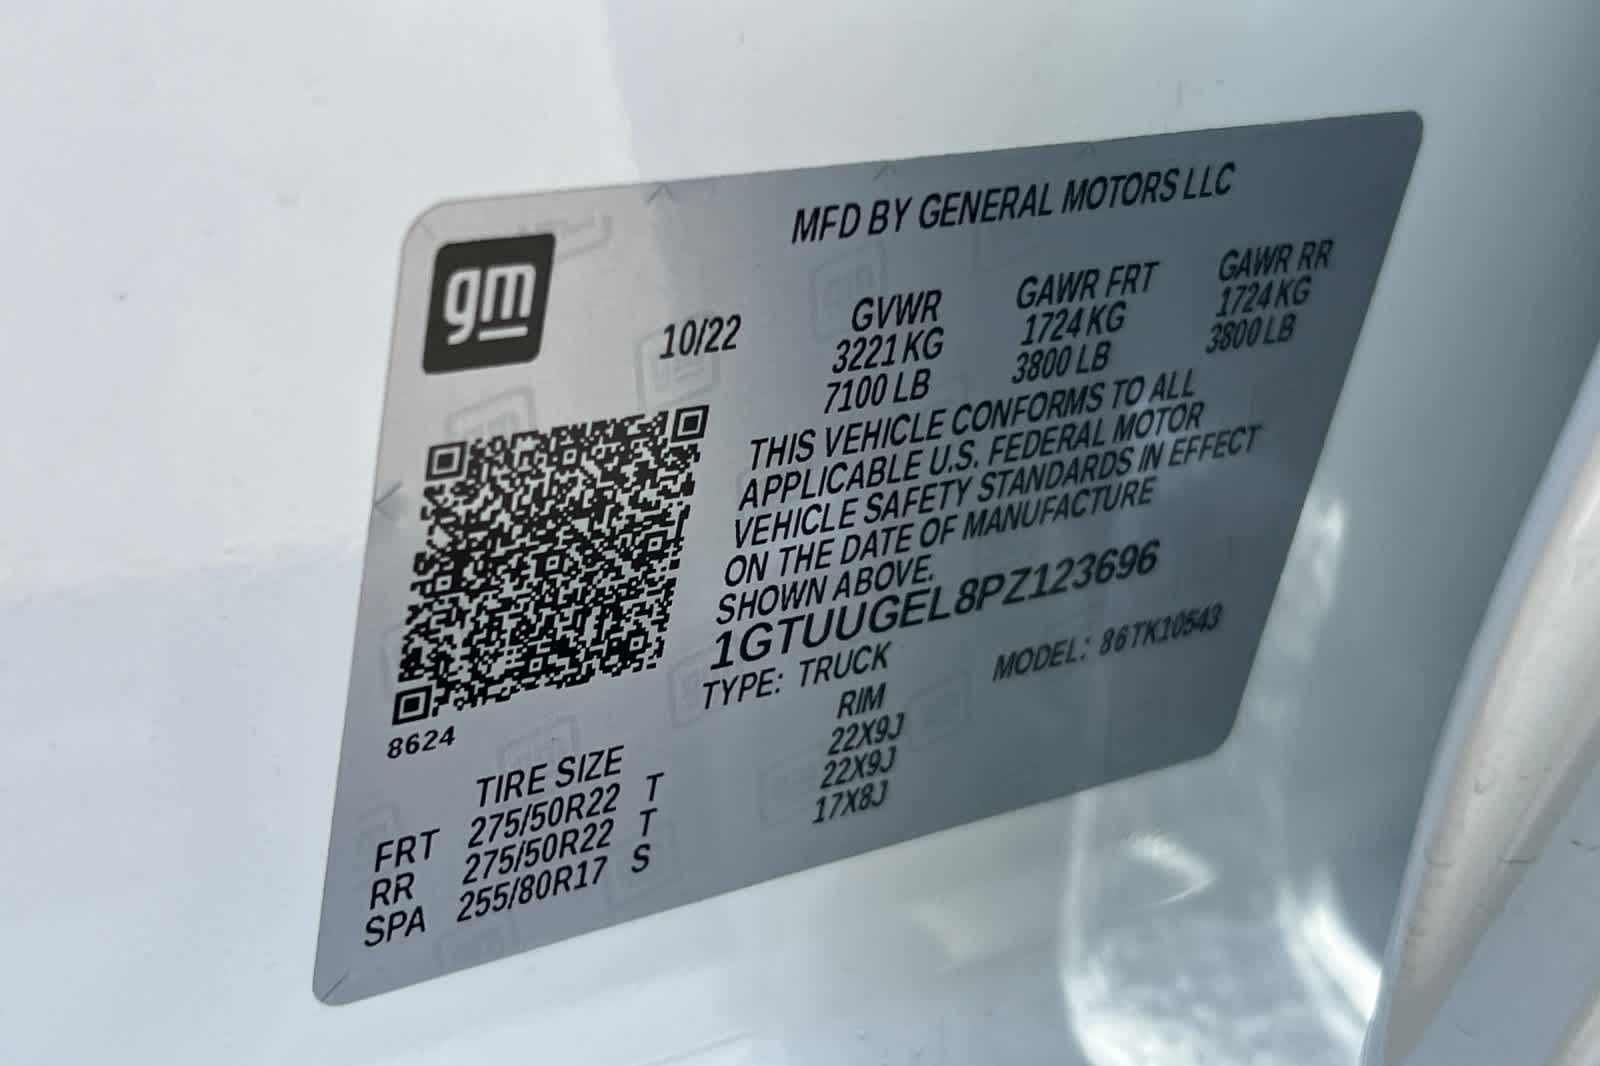 MFD BY GENERAL MOTORS LLC
gm
10/22
GVWR GAWR FRT GAWR RR
3221 KG 1724 KG 1724 KG
7100 LB 3800 LB 3800 LB
THIS VEHICLE CONFORMS TO ALL
APPLICABLE U.S. FEDERAL MOTOR
VEHICLE SAFETY STANDARDS IN EFFECT
ON THE DATE OF MANUFACTURE
SHOWN ABOVE.
1GTUUGEL8PZ123696
TYPE: TRUCK MODEL: 86TK10543
8624
TIRE SIZE RIM
FRT 275/50R22 T 22X9J
RR 275/50R22 T 22X9J
SPA 255/80R17 S 17X8J